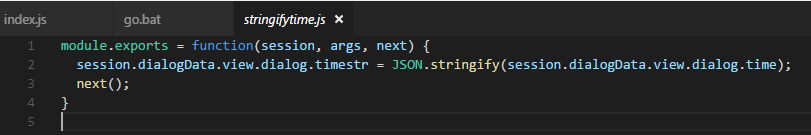 index.js go.bat stringifytime.js ×
1 module.exports = function(session, args, next) {
2 session.dialogData.view.dialog.timestr = JSON.stringify(session.dialogData.view.dialog.time);
3 next();
4 }
5